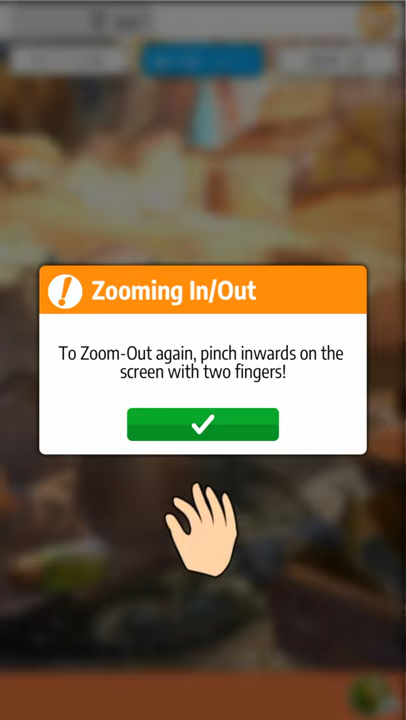 Zooming In/Out
To Zoom-Out again, pinch inwards on the
screen with two fingers!